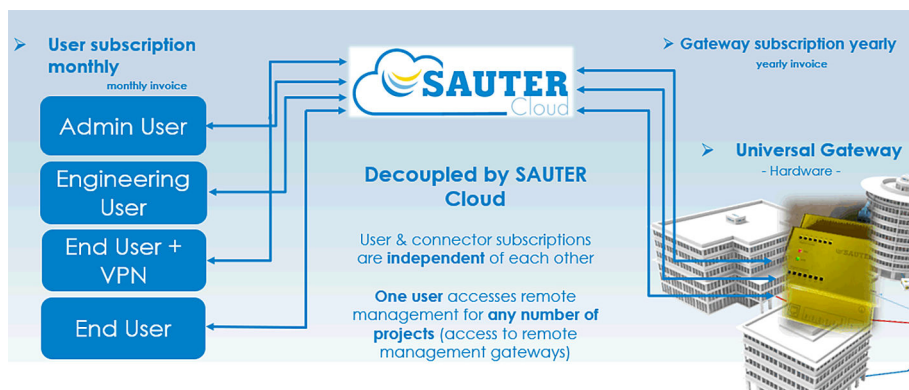 User subscription
monthly
monthly invoice
Admin User
Engineering
User
End User +
VPN
End User
SAUTER
Cloud
Decoupled by SAUTER
Cloud
User & connector subscriptions
are independent of each other
One user accesses remote
management for any number of
projects (access to remote
management gateways)
Gateway subscription yearly
yearly invoice
Universal Gateway
- Hardware -
SAUTER